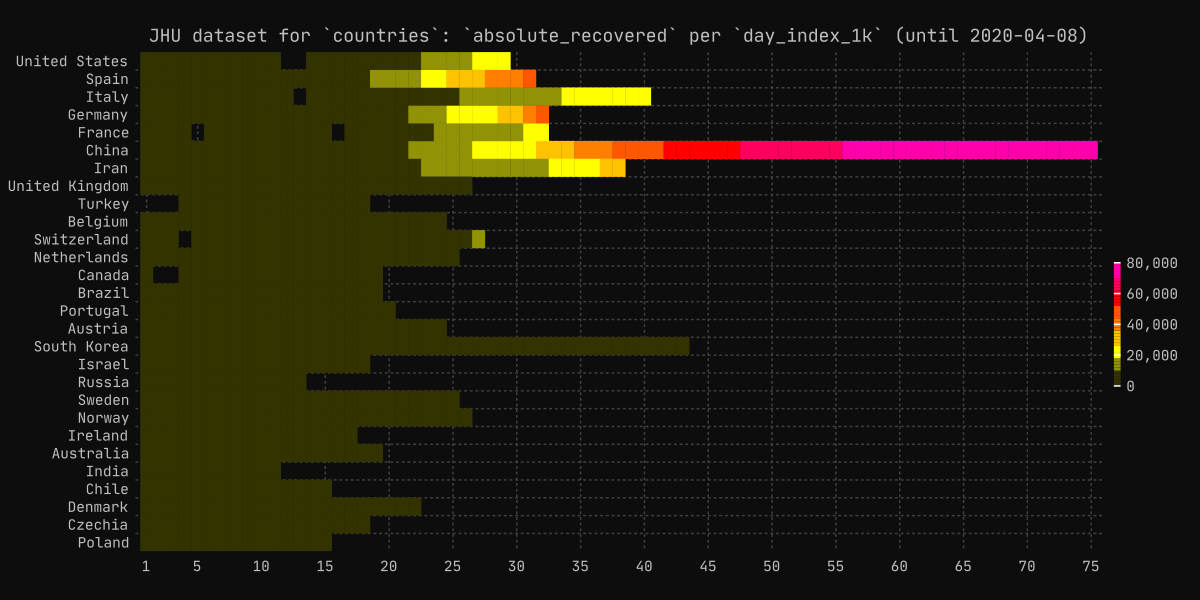 JHU dataset for `countries`: `absolute_recovered` per `day_index_1k` (until 2020-04-08)
United States
Spain
Italy
Germany
France
China
Iran
United Kingdom
Turkey
Belgium
Switzerland
Netherlands
Canada
Brazil
Portugal
Austria
South Korea
Israel
Russia
Sweden
Norway
Ireland
Australia
India
Chile
Denmark
Czechia
Poland
1 5 10 15 20 25 30 35 40 45 50 55 60 65 70 75
80,000
60,000
40,000
20,000
0